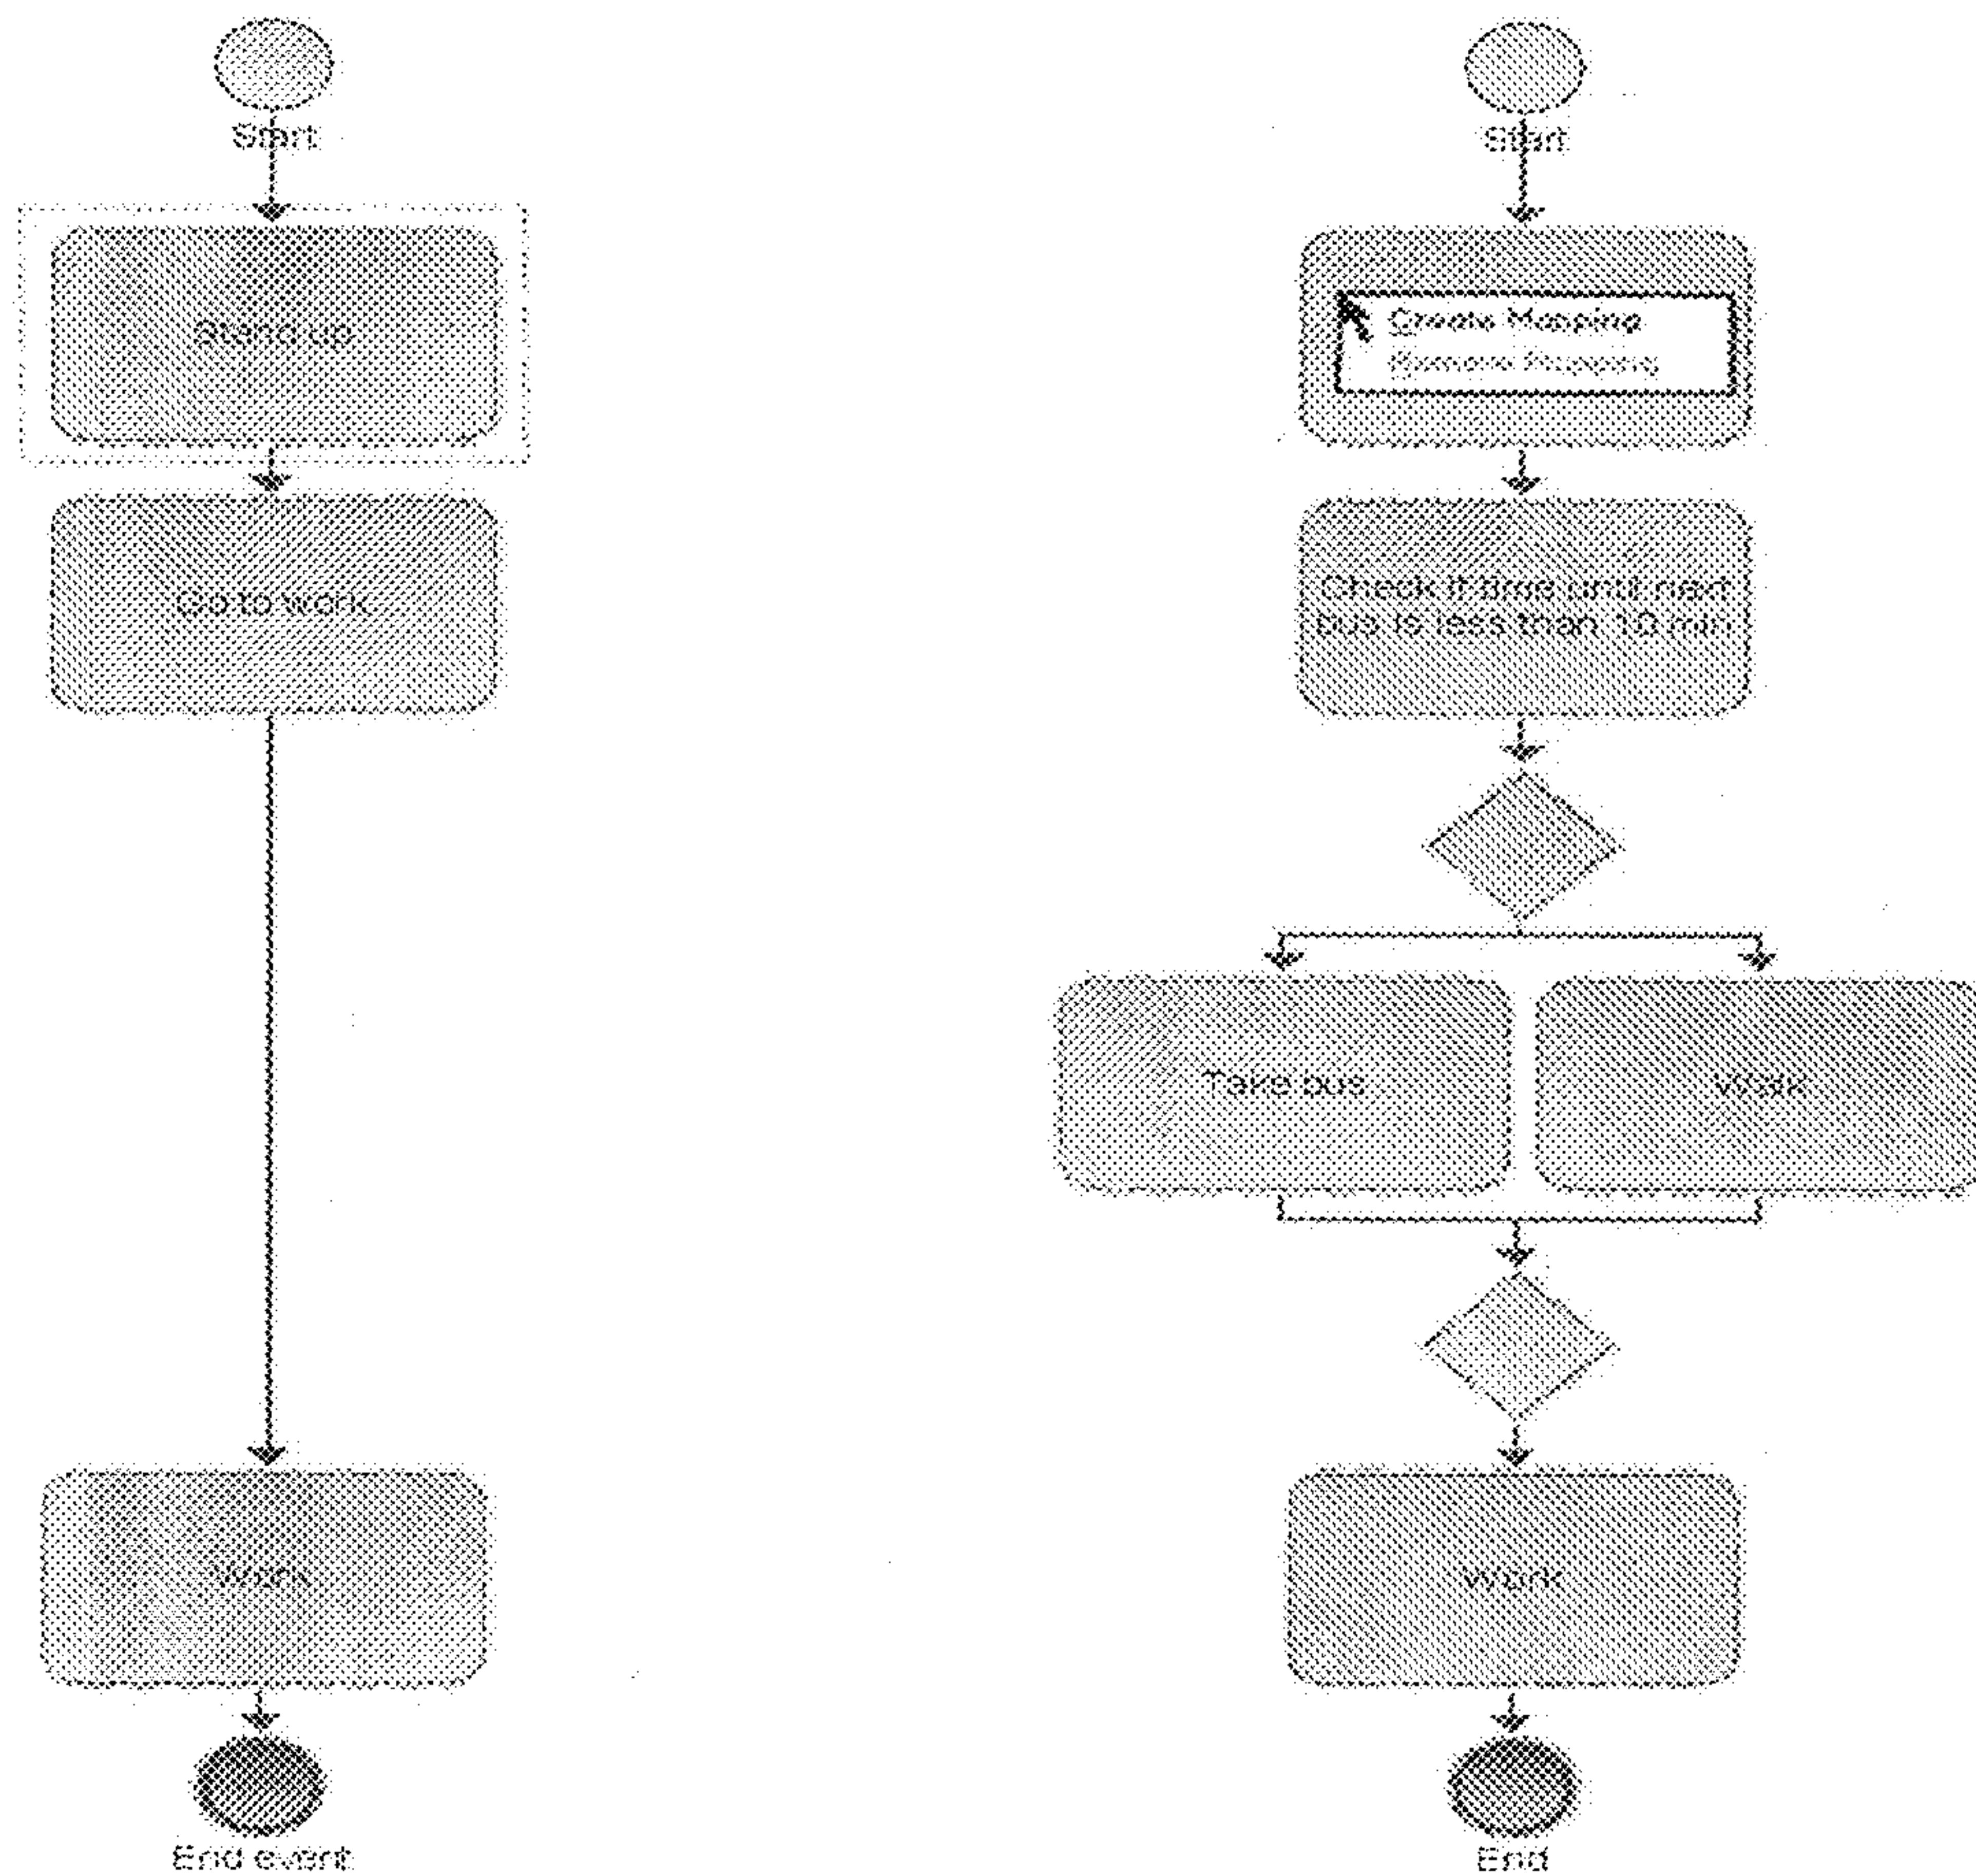 Start
Stand up
Go to work
Work
End event
Start
Create Mapping
Remove Mapping
Check if time until next
bus is less than 10 min
Take bus
Walk
Work
End